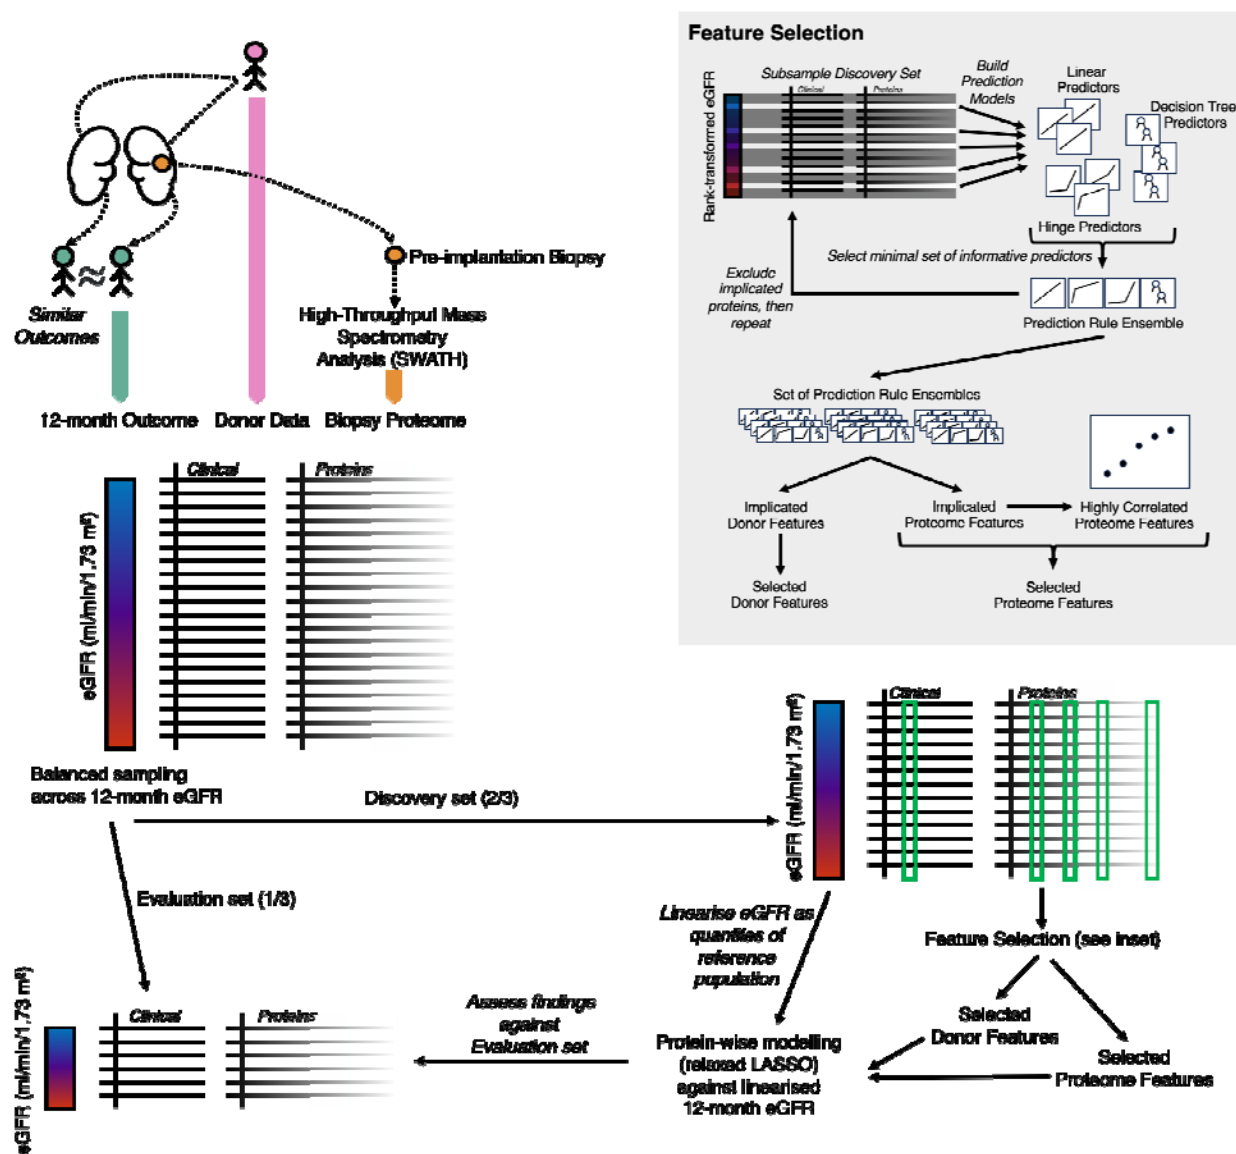 Similar
Outcomes
Pre-implantation Biopsy
High-Throughput Mass
Spectrometry
Analysis (SWATH)
12-month Outcome
Donor Data
Biopsy Proteome
Clinical
Proteins
eGFR (ml/min/1.73 m²)
Balanced sampling
across 12-month eGFR
Discovery set (2/3)
Evaluation set (1/3)
Feature Selection
Subsample Discovery Set
Clinical
Proteins
Rank-transformed eGFR
Build
Prediction
Models
Linear
Predictors
Decision Tree
Predictors
Hinge Predictors
Select minimal set of informative predictors
Exclude
implicated
proteins, then
repeat
Prediction Rule Ensemble
Set of Prediction Rule Ensembles
Implicated
Donor Features
Implicated
Proteome Features
Highly Correlated
Proteome Features
Selected
Donor Features
Selected
Proteome Features
Clinical
Proteins
eGFR (ml/min/1.73 m²)
Linearise eGFR as
quantiles of
reference
population
Feature Selection (see inset)
Selected
Donor Features
Selected
Proteome Features
Protein-wise modelling
(relaxed LASSO)
against linearised
12-month eGFR
Assess findings
against
Evaluation set
Clinical
Proteins
eGFR (ml/min/1.73 m²)